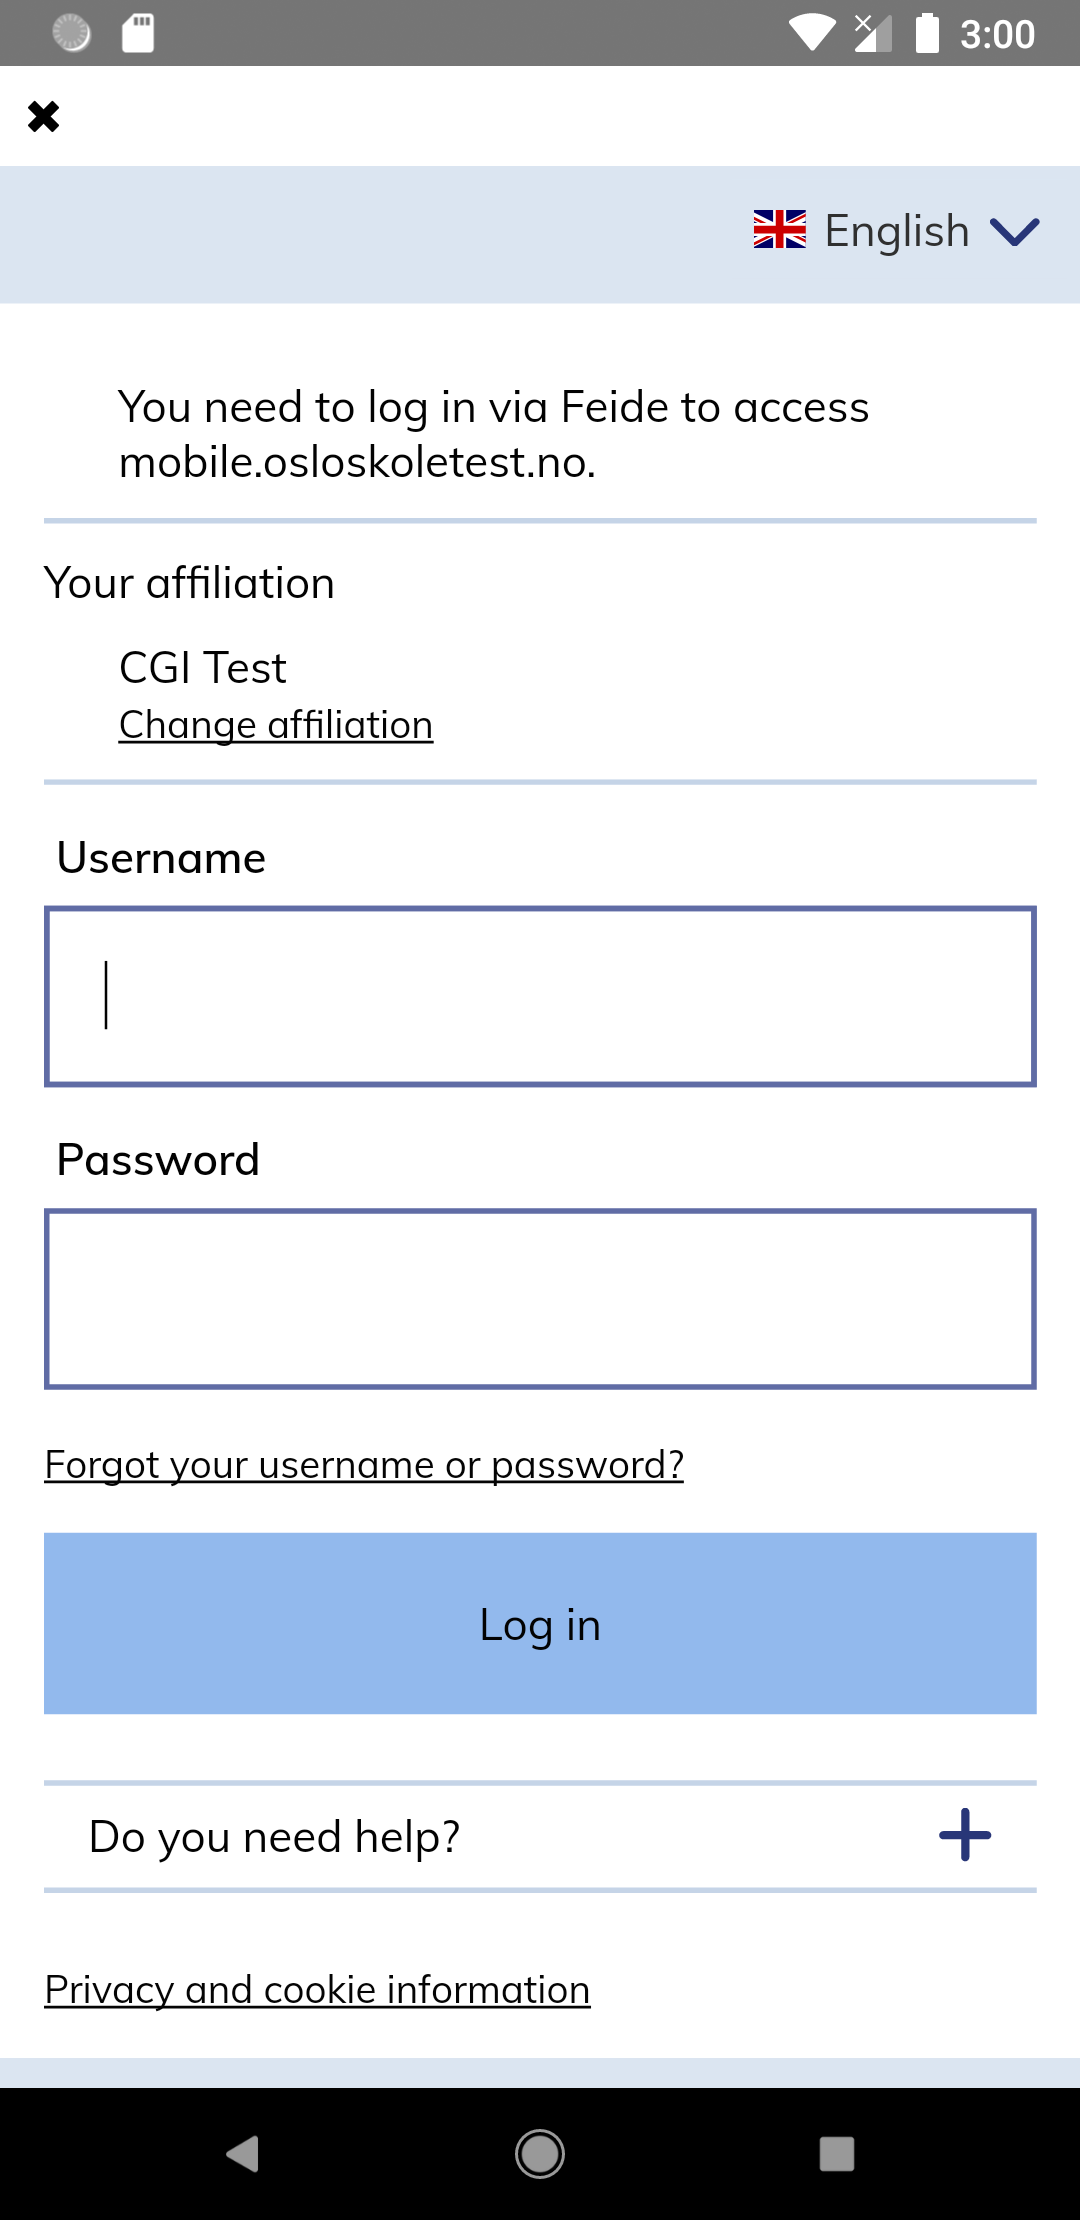 3:00
English
You need to log in via Feide to access
mobile.osloskoletest.no.
Your affiliation
CGI Test
Change affiliation
Username
Password
Forgot your username or password?
Log in
Do you need help?
Privacy and cookie information